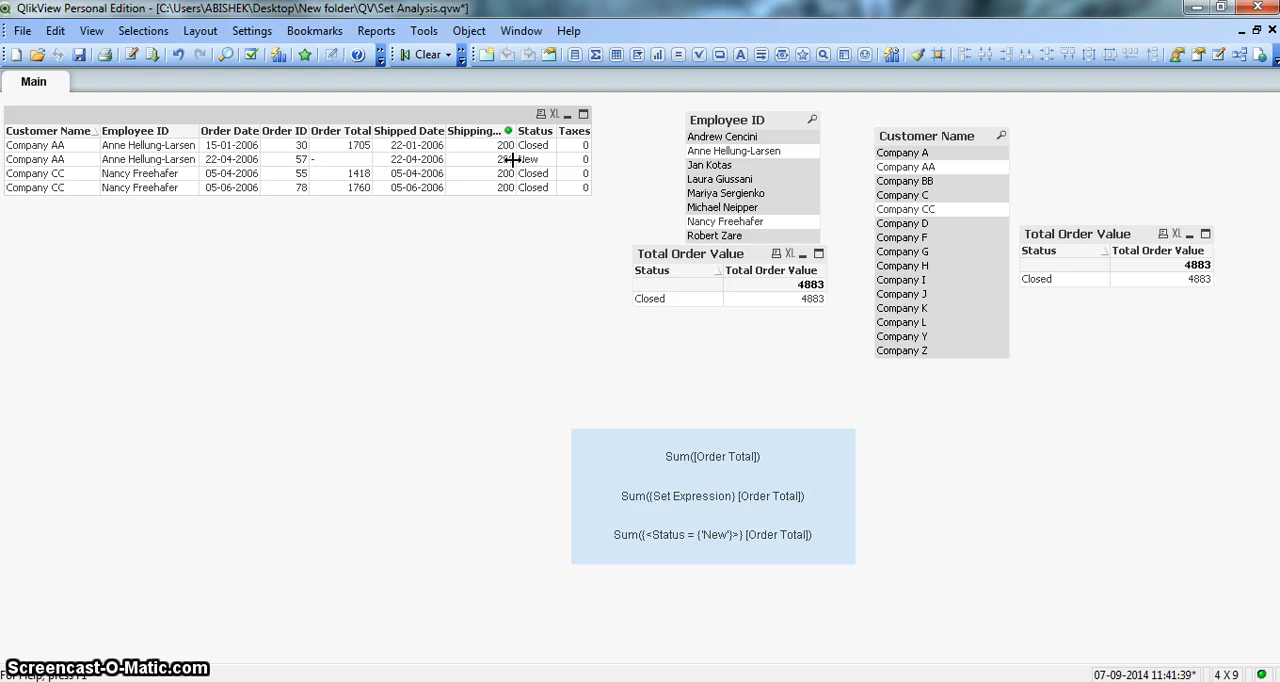 QlikView Personal Edition - [C:\Users\ABISHEK\Desktop\New folder\QV\Set Analysis.qvw*]
File Edit View Selections Layout Settings Bookmarks Reports Tools Object Window Help
Clear
Main
XL
Customer Name Employee ID Order Date Order ID Order Total Shipped Date Shipping... Status Taxes
Company AA Anne Hellung-Larsen 15-01-2006 30 1705 22-01-2006 200 Closed 0
Company AA Anne Hellung-Larsen 22-04-2006 57 - 22-04-2006 New 0
Company CC Nancy Freehafer 05-04-2006 55 1418 05-04-2006 200 Closed 0
Company CC Nancy Freehafer 05-06-2006 78 1760 05-06-2006 200 Closed 0
Employee ID
Andrew Cencini
Anne Hellung-Larsen
Jan Kotas
Laura Giussani
Mariya Sergienko
Michael Neipper
Nancy Freehafer
Robert Zare
Total Order Value XL
Status Total Order Value
4883
Closed 4883
Customer Name
Company A
Company AA
Company BB
Company C
Company CC
Company D
Company F
Company G
Company H
Company I
Company J
Company K
Company L
Company Y
Company Z
Total Order Value XL
Status Total Order Value
4883
Closed 4883
Sum([Order Total])
Sum({Set Expression} [Order Total])
Sum({<Status = {'New'}>} [Order Total])
Screencast-O-Matic.com
For Help, press F1
07-09-2014 11:41:39* 4 X 9